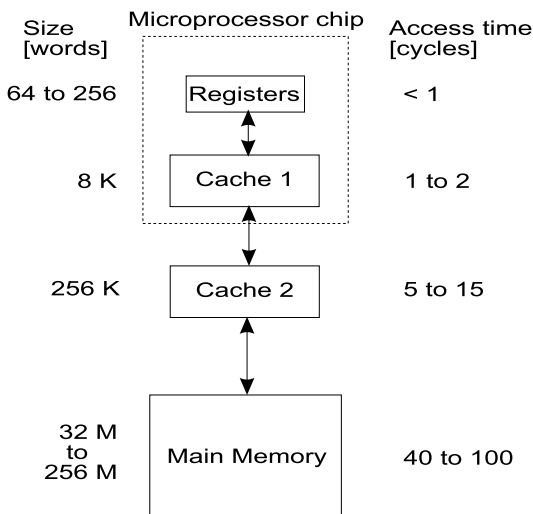 Microprocessor chip
Size
[words]
Access time
[cycles]
64 to 256
Registers
< 1
8 K
Cache 1
1 to 2
256 K
Cache 2
5 to 15
32 M
to
256 M
Main Memory
40 to 100